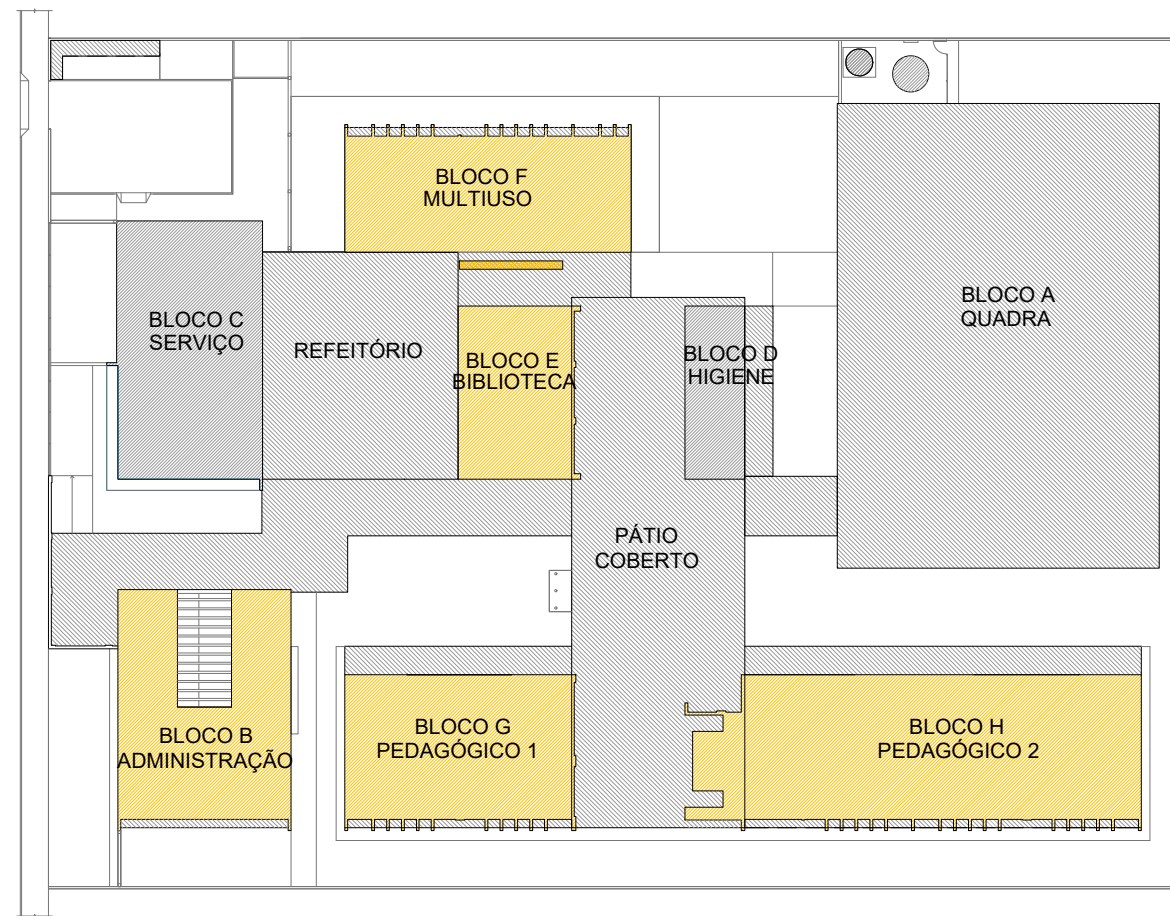 BLOCO F
MULTIUSO
BLOCO A
QUADRA
BLOCO C
SERVIÇO
REFEITÓRIO
BLOCO E
BIBLIOTECA
BLOCO D
HIGIENE
PÁTIO
COBERTO
BLOCO B
ADMINISTRAÇÃO
BLOCO G
PEDAGÓGICO 1
BLOCO H
PEDAGÓGICO 2